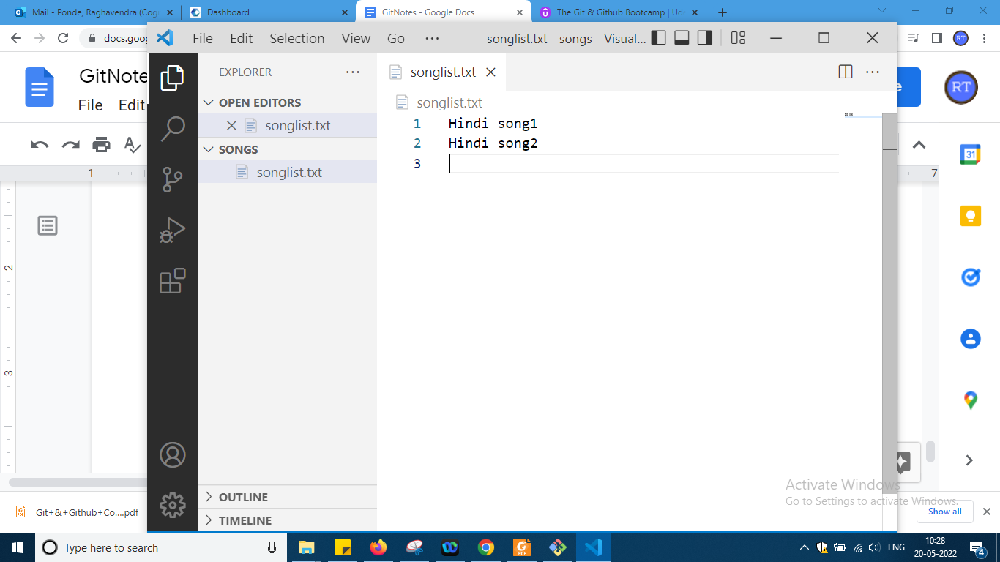 Mail - Ponde, Raghavendra (Cog
Dashboard
GitNotes - Google Docs
The Git & Github Bootcamp | Ud
docs.goog
File Edit Selection View Go ···
songlist.txt - songs - Visual...
GitNote
File Edit
RT
RT
e
EXPLORER
songlist.txt
OPEN EDITORS
songlist.txt
songlist.txt
SONGS
songlist.txt
1 Hindi song1
2 Hindi song2
3
1
7
31
2
3
OUTLINE
TIMELINE
Activate Windows
Go to Settings to activate Windows.
Git+&+Github+Co....pdf
Show all
Type here to search
PDF
ENG
10:28
20-05-2022
4